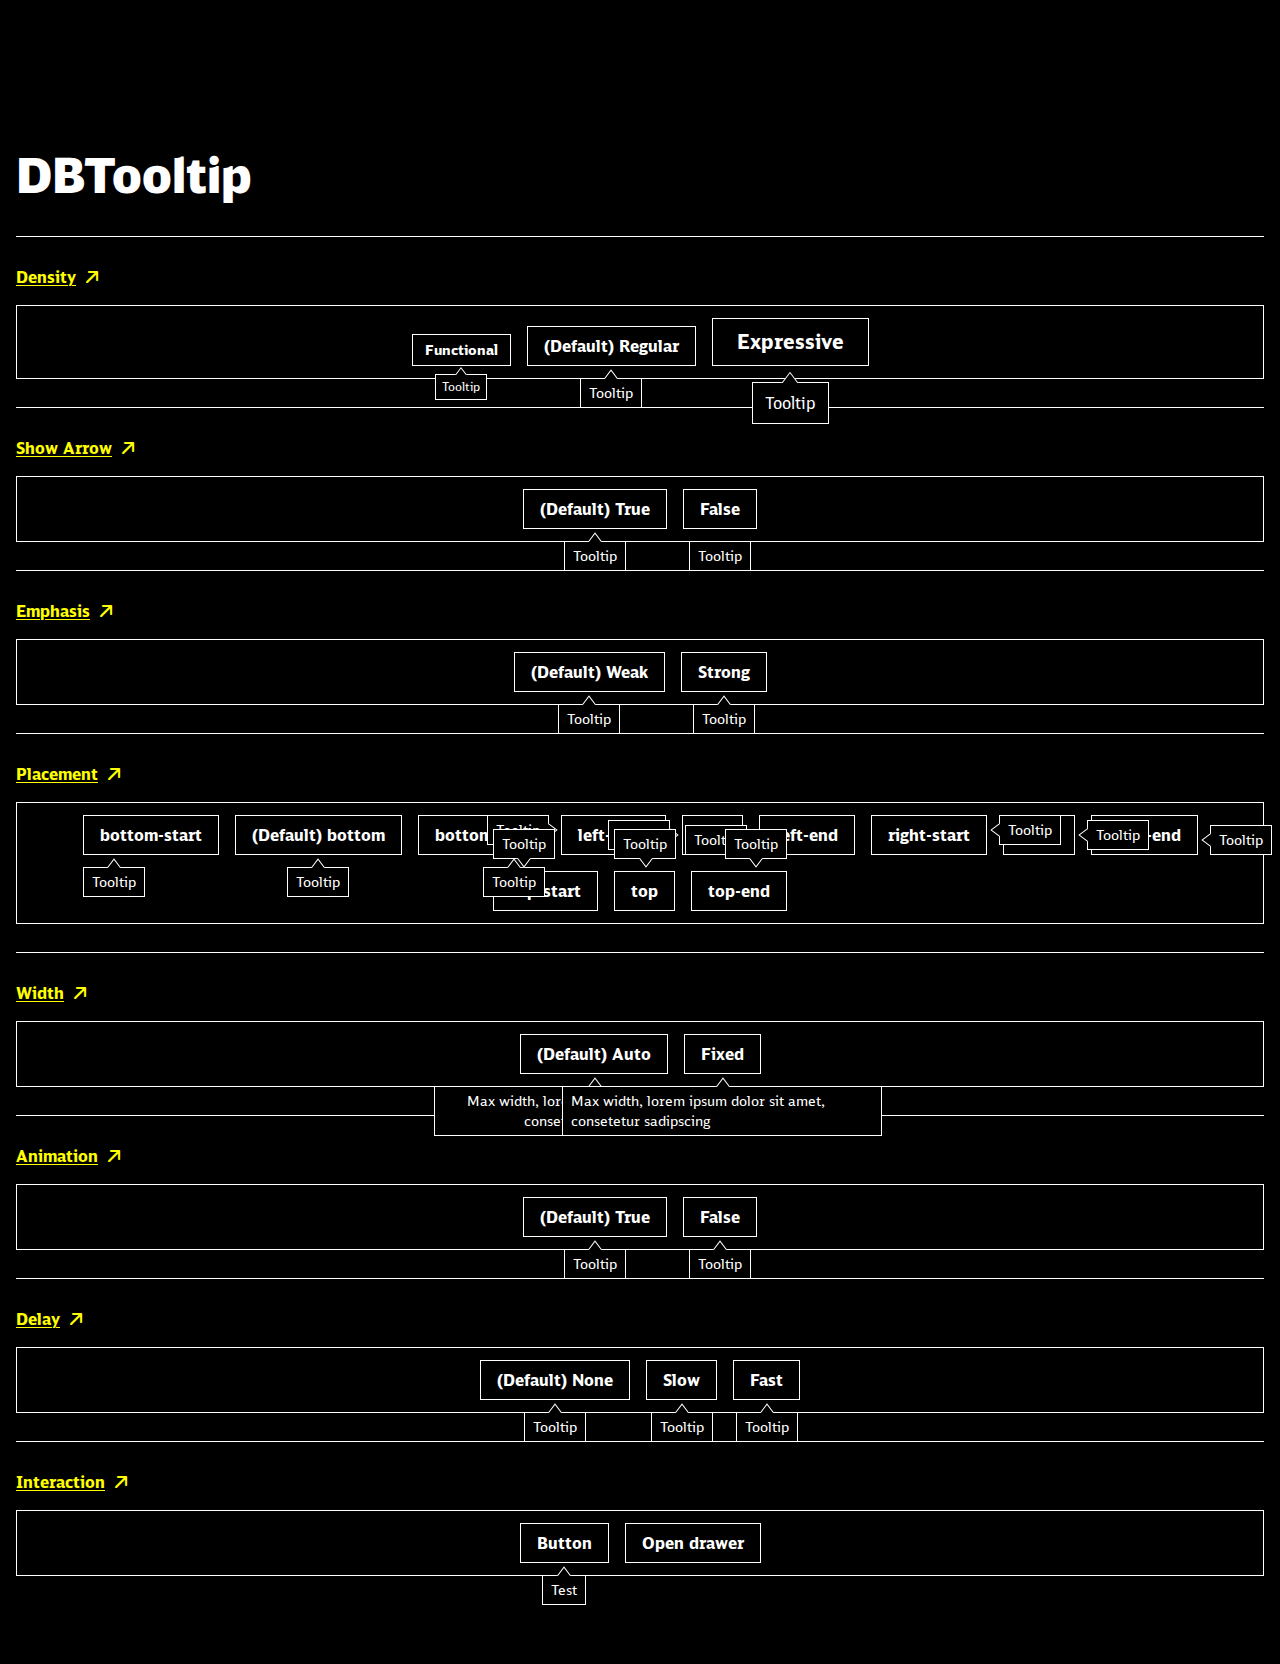 DBTooltip
Density
Functional (Default) Regular Expressive
Tooltip Tooltip Tooltip
Show Arrow
(Default) True False
Tooltip Tooltip
Emphasis
(Default) Weak Strong
Tooltip Tooltip
Placement
bottom-start (Default) bottom left- right-start Tooltip Tooltip Tooltip
Tooltip Tooltip Tooltip
Tooltip Tooltip Tooltip
top top-end
Width
(Default) Auto Fixed
Max width, Max width, lorem ipsum dolor sit amet,
consetetur sadipscing
Animation
(Default) True False
Tooltip Tooltip
Delay
(Default) None Slow Fast
Tooltip Tooltip Tooltip
Interaction
Button Open drawer
Test